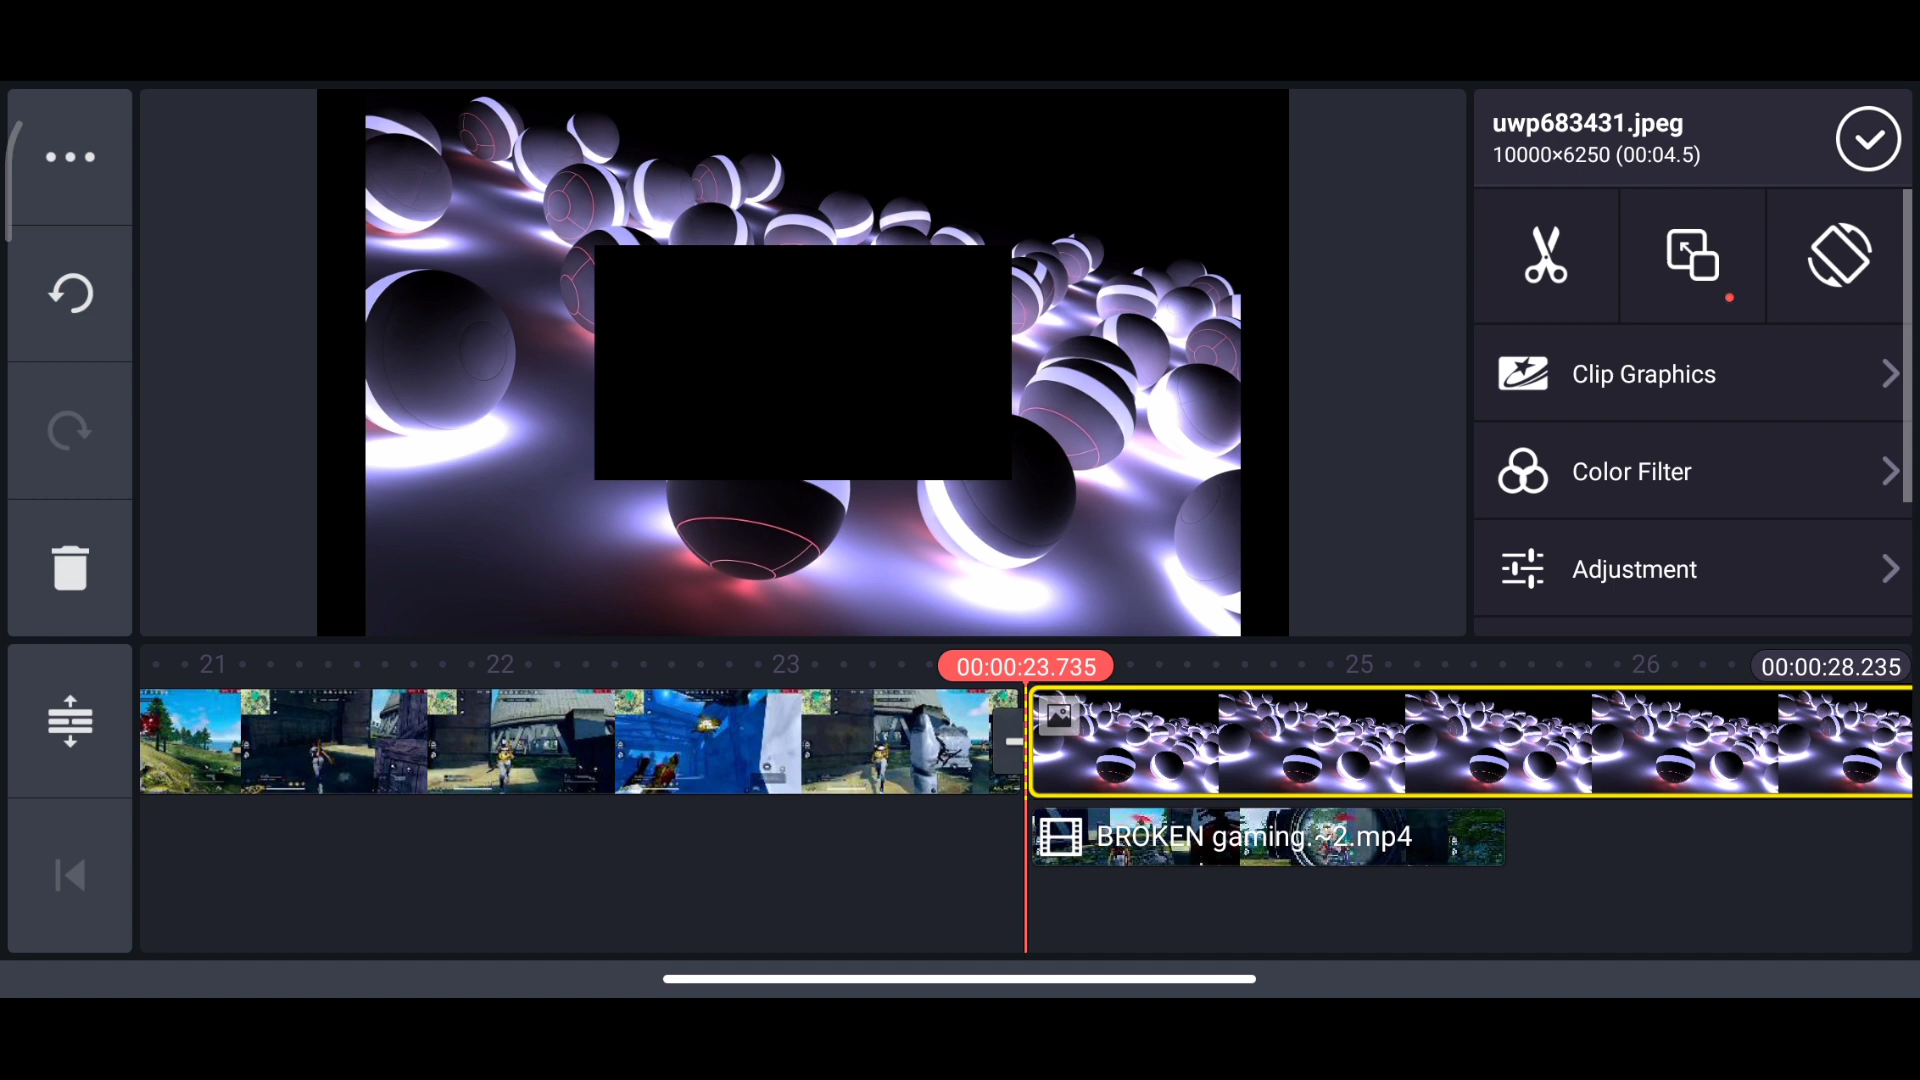 uwp683431.jpeg
10000×6250 (00:04.5)
Clip Graphics
Color Filter
Adjustment
21
22
23
00:00:23.735
25
26
00:00:28.235
BROKEN gaming.~2.mp4